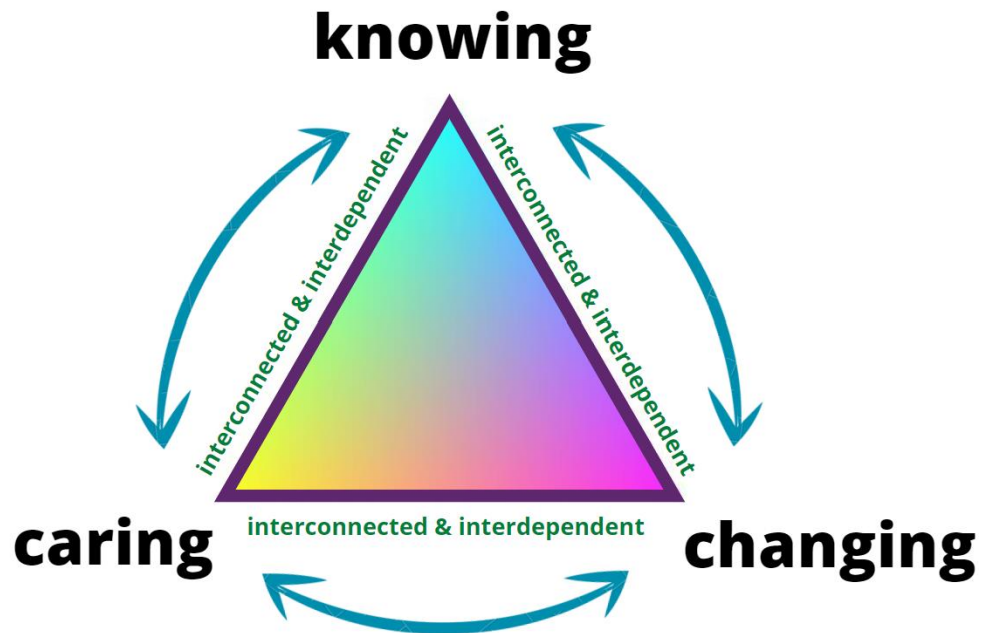 knowing
interconnected & interdependent
interconnected & interdependent
caring
interconnected & interdependent
changing